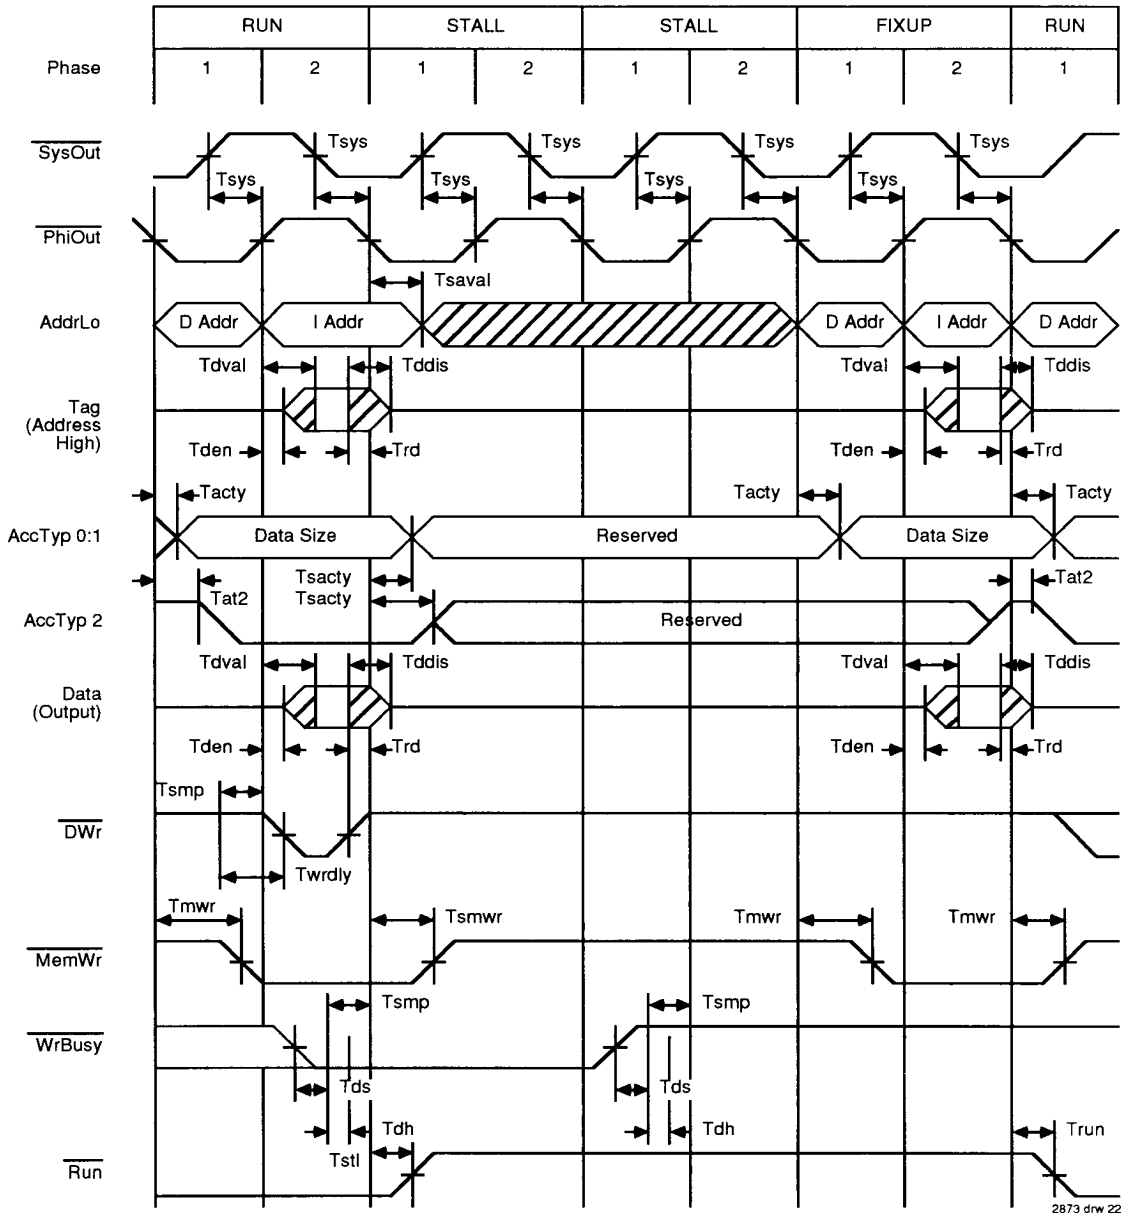 RUN STALL STALL FIXUP RUN
Phase 1 2 1 2 1 2 1 2 1
SysOut Tsys Tsys Tsys Tsys
Tsys Tsys Tsys Tsys
PhiOut
Tsaval
AddrLo D Addr I Addr D Addr I Addr D Addr
Tdval Tddis Tdval Tddis
Tag
(Address
High)
Tden Trd Tden Trd
Tacty Tacty Tacty
AccTyp 0:1 Data Size Reserved Data Size
Tsacty Tat2
Tat2 Tsacty
AccTyp 2 Reserved
Tdval Tddis Tdval Tddis
Data
(Output)
Tden Trd Tden Trd
Tsmp
DWr
Twrdly
Tmwr Tsmwr Tmwr Tmwr
MemWr
Tsmp Tsmp
WrBusy
Tds Tds
Tdh Tdh Trun
Tstl
Run
2873 drw 22